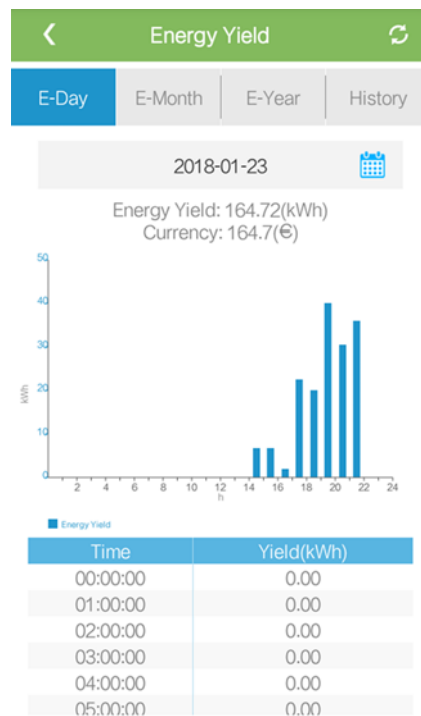 Energy Yield
E-Day E-Month E-Year History
2018-01-23
Energy Yield: 164.72(kWh)
Currency: 164.7(€)
50
40
30
20
10
0
kWh
2 4 6 8 10 12 14 16 18 20 22 24
h
Energy Yield
Time Yield(kWh)
00:00:00 0.00
01:00:00 0.00
02:00:00 0.00
03:00:00 0.00
04:00:00 0.00
05:00:00 0.00